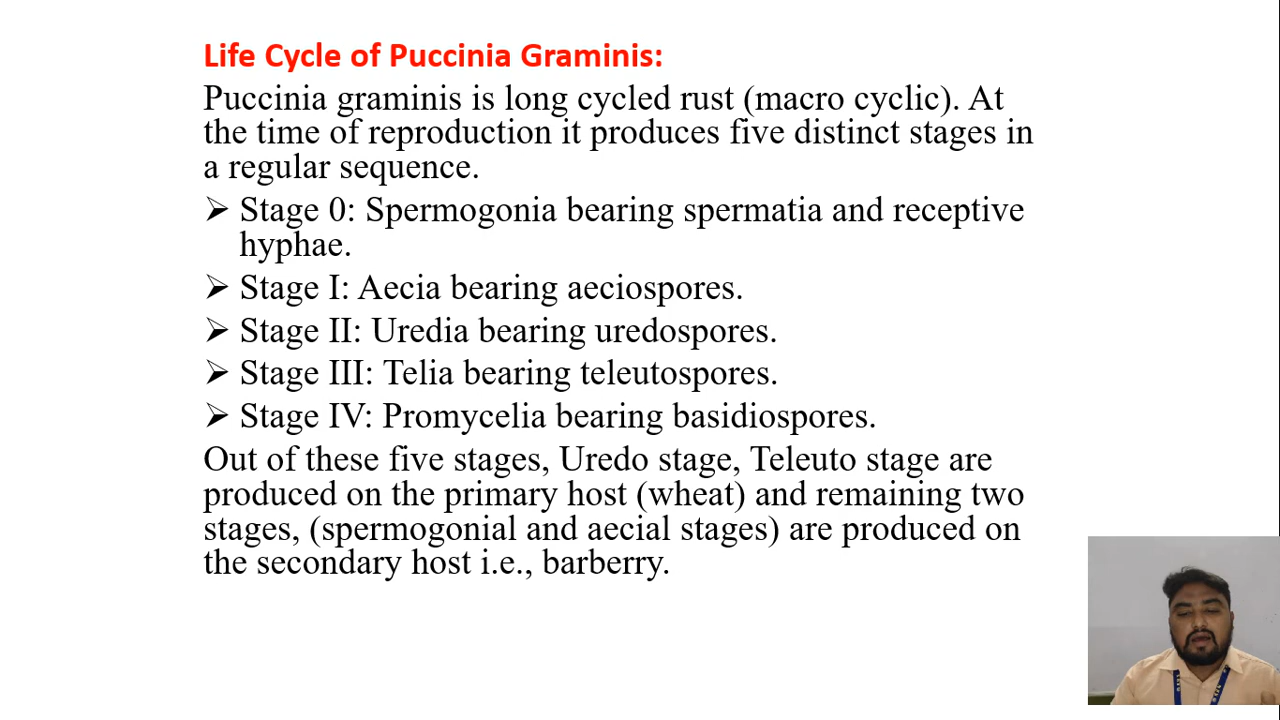 Life Cycle of Puccinia Graminis:
Puccinia graminis is long cycled rust (macro cyclic). At
the time of reproduction it produces five distinct stages in
a regular sequence.
➢ Stage 0: Spermogonia bearing spermatia and receptive
hyphae.
➢ Stage I: Aecia bearing aeciospores.
➢ Stage II: Uredia bearing uredospores.
➢ Stage III: Telia bearing teleutospores.
➢ Stage IV: Promycelia bearing basidiospores.
Out of these five stages, Uredo stage, Teleuto stage are
produced on the primary host (wheat) and remaining two
stages, (spermogonial and aecial stages) are produced on
the secondary host i.e., barberry.